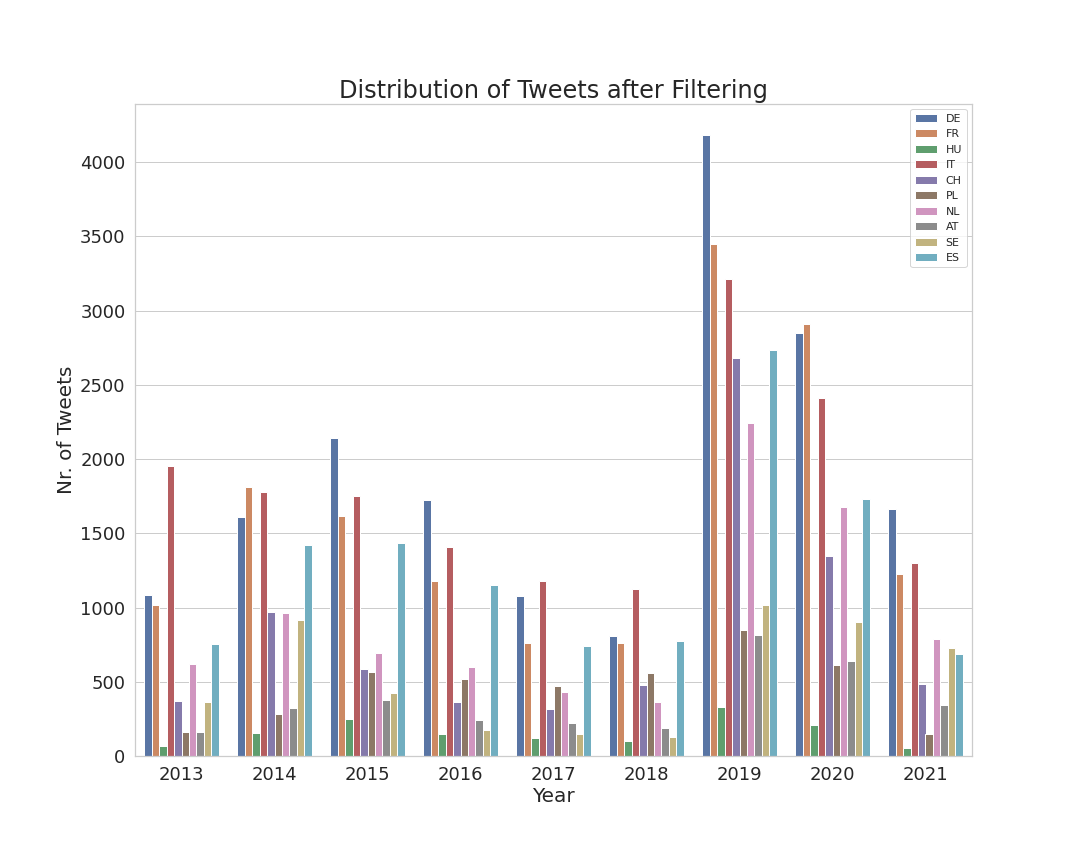 Distribution of Tweets after Filtering
DE
FR
HU
IT
CH
PL
NL
AT
SE
ES
Nr. of Tweets
4000
3500
3000
2500
2000
1500
1000
500
0
2013 2014 2015 2016 2017 2018 2019 2020 2021
Year